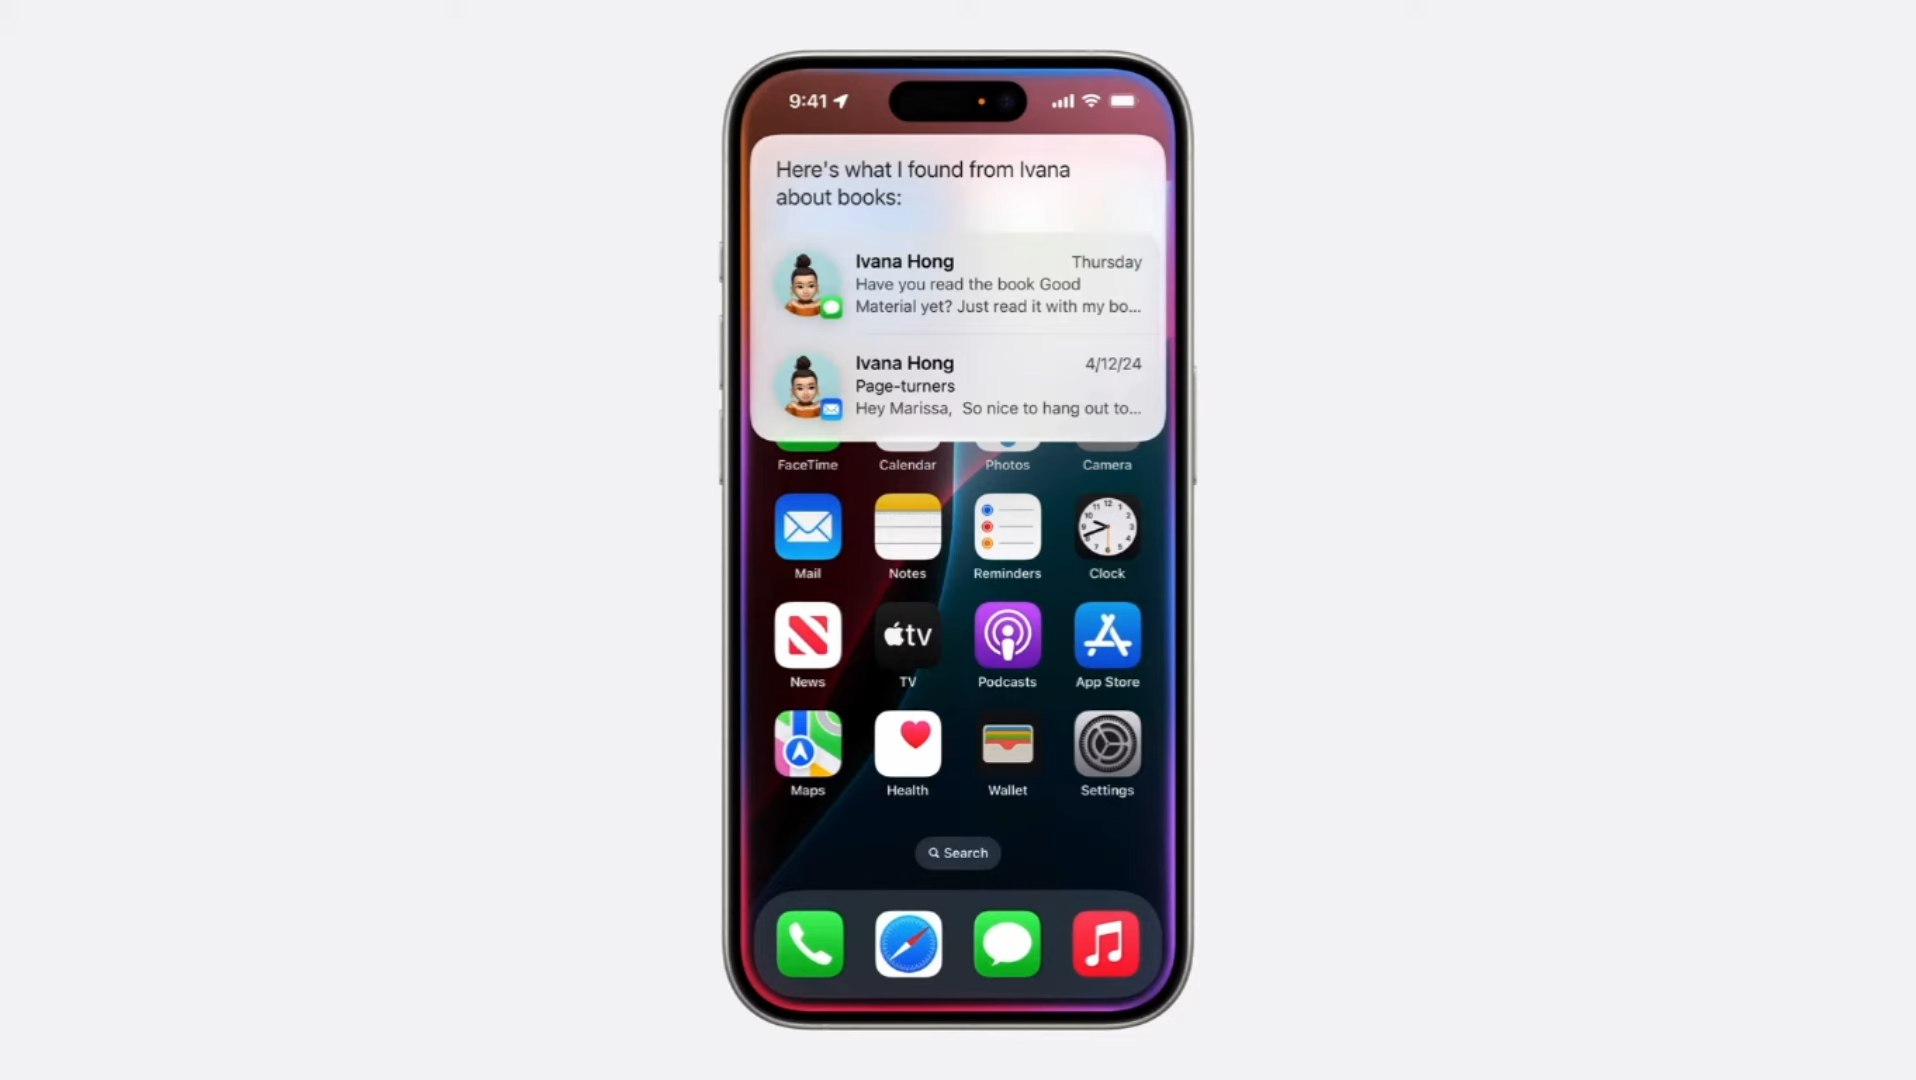 9:41
Here's what I found from Ivana
about books:
Ivana Hong
Thursday
Have you read the book Good
Material yet? Just read it with my bo...
Ivana Hong
4/12/24
Page-turners
Hey Marissa, So nice to hang out to...
FaceTime
Calendar
Photos
Camera
Mail
Notes
Reminders
Clock
News
tv
TV
Podcasts
App Store
Maps
Health
Wallet
Settings
Search